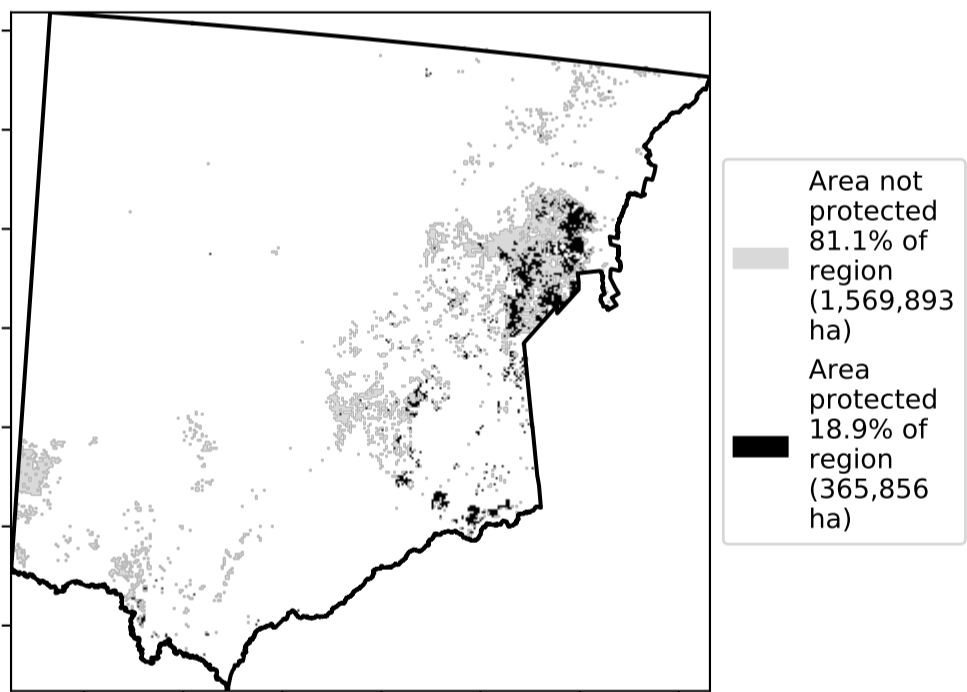 Area not
protected
81.1% of
region
(1,569,893
ha)
Area
protected
18.9% of
region
(365,856
ha)